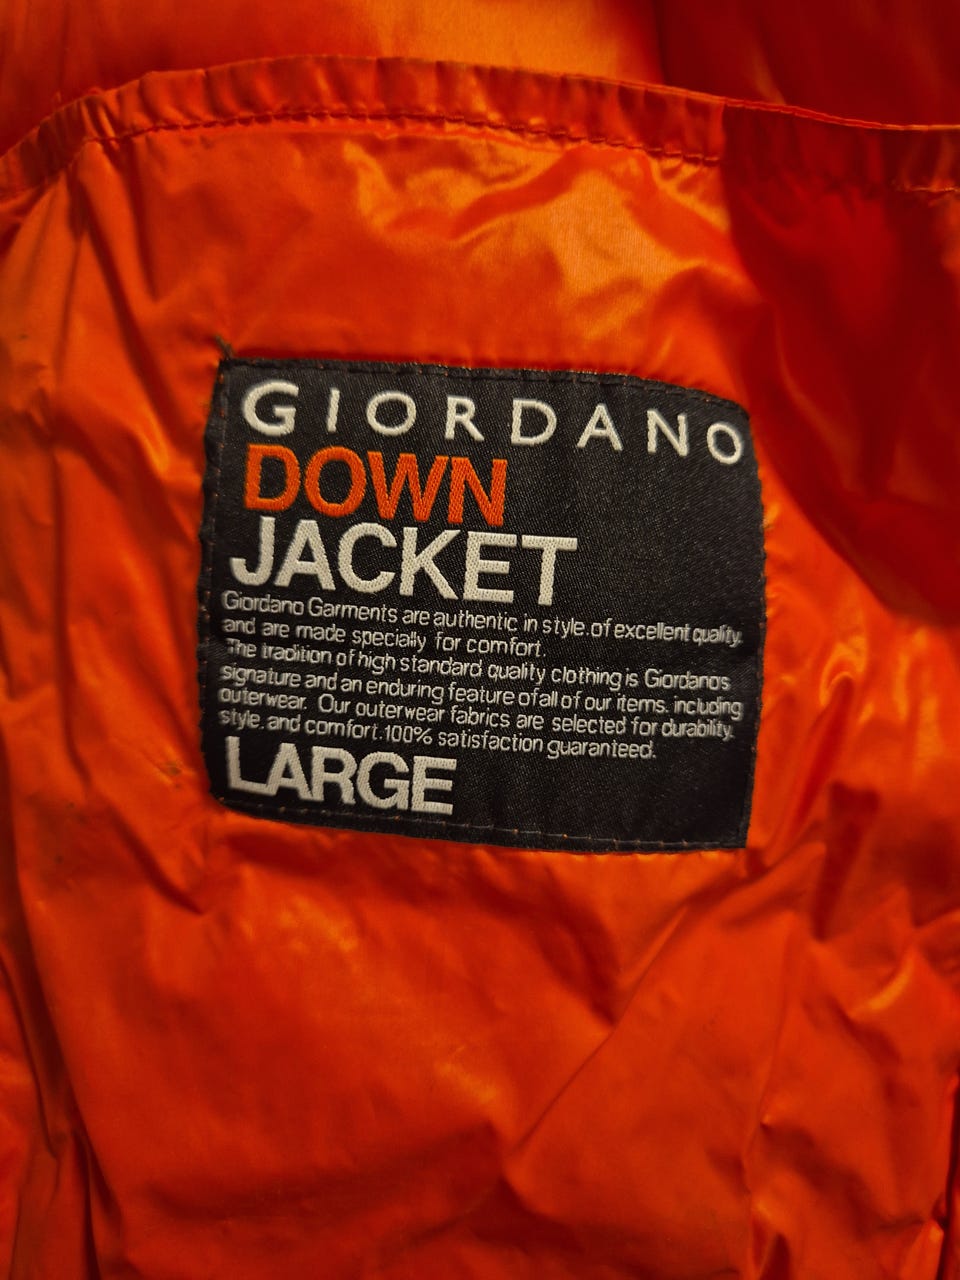 GIORDANO
DOWN
JACKET
Giordano Garments are authentic in style.of excellent quality.
and are made specially for comfort.
The tradition of high standard quality clothing is Giordano's
signature and an enduring feature of all of our items. including
outerwear. Our outerwear fabrics are selected for durability.
style.and comfort.100% satisfaction guaranteed.
LARGE